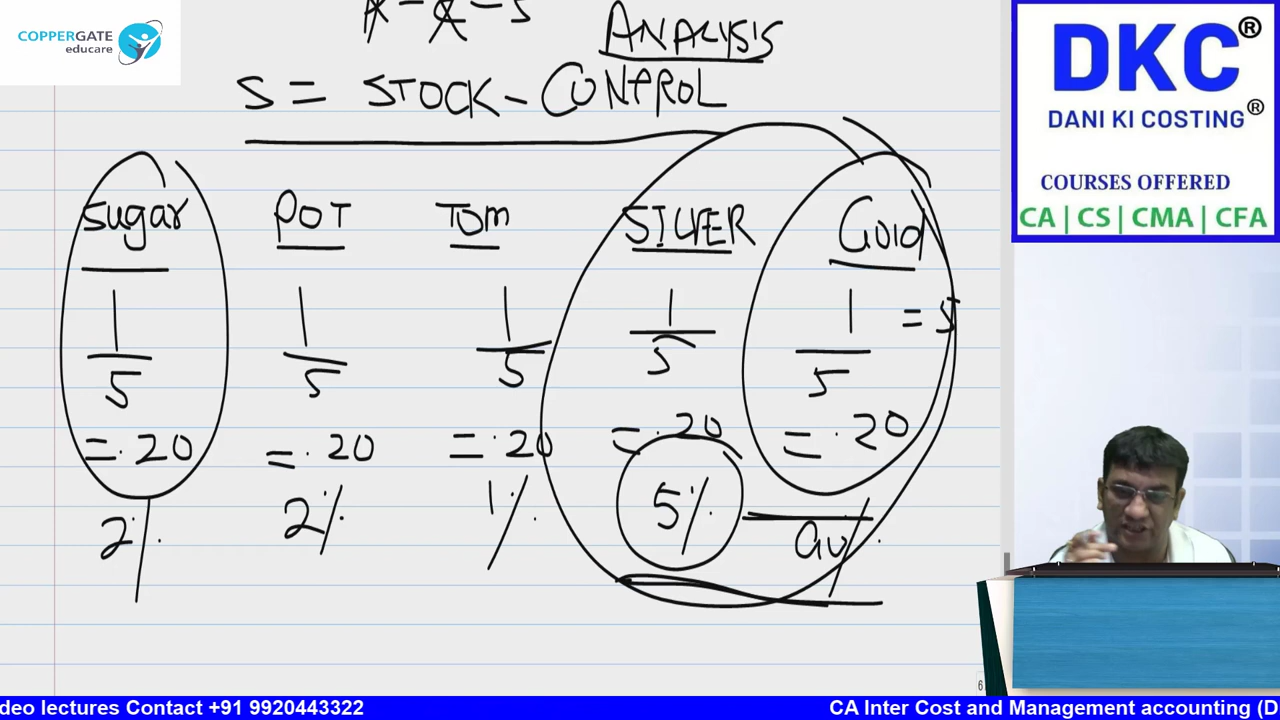 COPPERGATE
educare
ANALYSIS
S = STOCK - CONTROL
Sugar POT TOM SILVER Gold
1/5 1/5 1/5 1/5 1/5 = 5
= .20 = .20 = .20 = .20 = .20
2% 2% 1% 5% 90%
DKC®
DANI KI COSTING®
COURSES OFFERED
CA | CS | CMA | CFA
6
deo lectures Contact +91 9920443322
CA Inter Cost and Management accounting (D